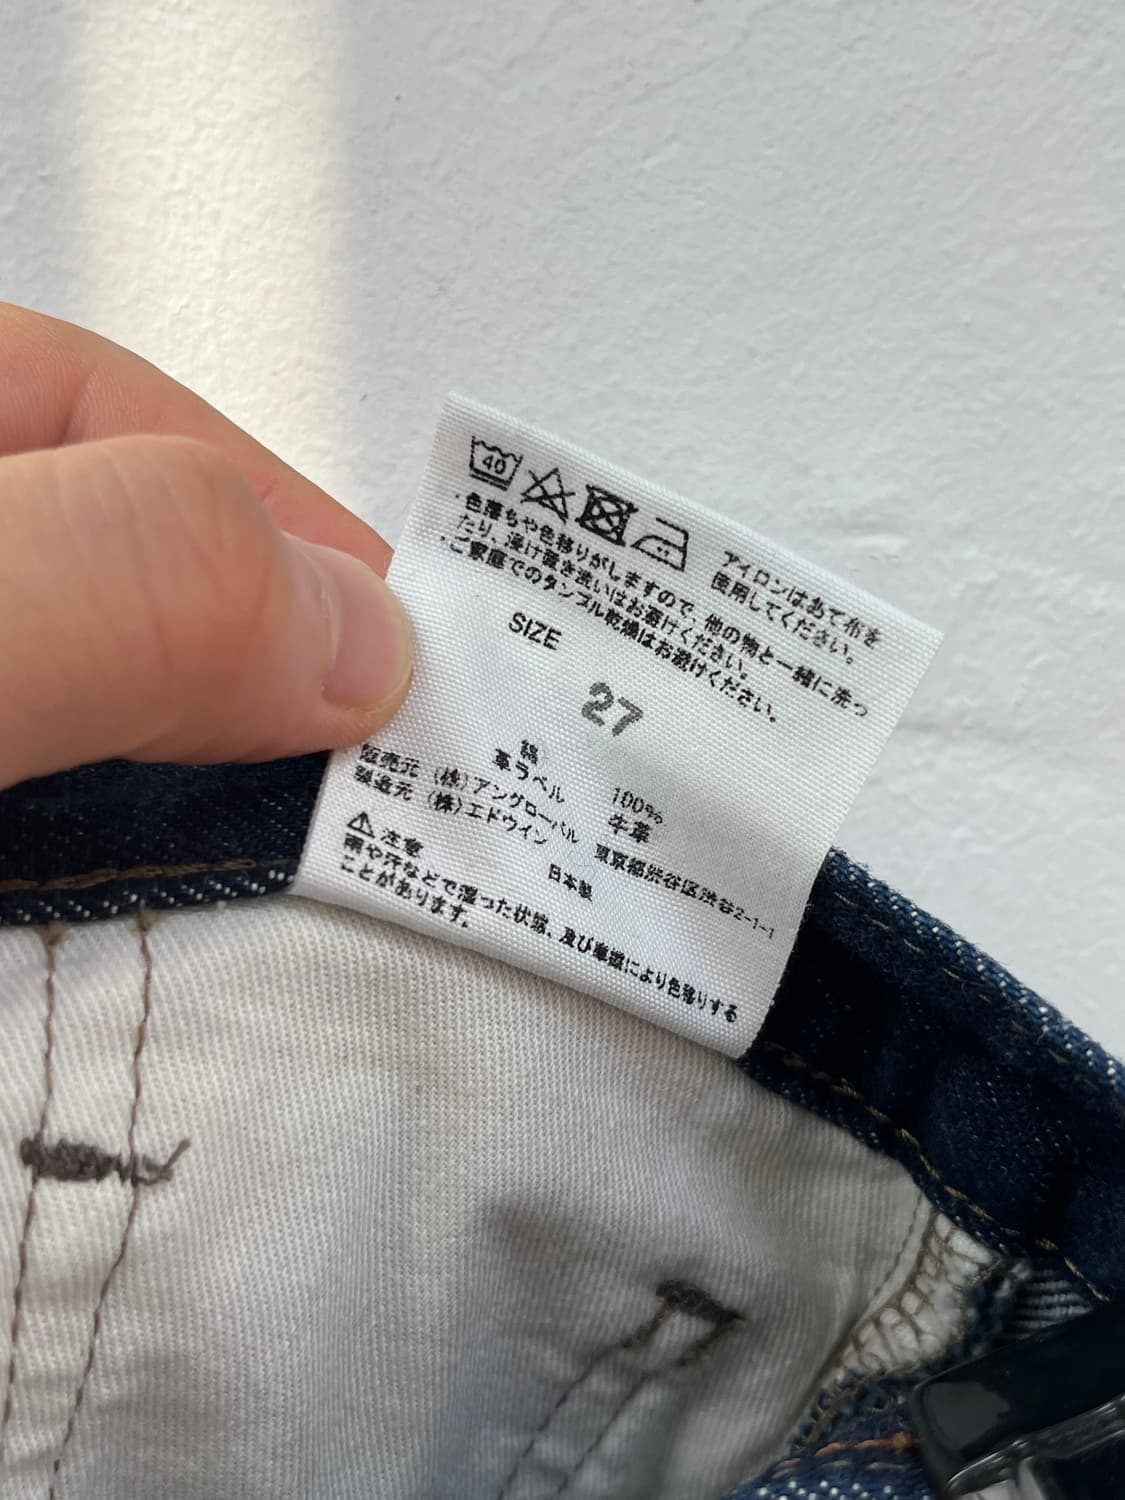 40
アイロンはあて布を
使用してください。
・色落ちや色移りがしますので、他の物と一緒に洗っ
たり、浸け置き洗いはお避けください。
・ご家庭でのタンブル乾燥はお避けください。
SIZE
27
綿 100%
革ラベル 牛革
販売元 (株)アングローバル 東京都渋谷区渋谷2-1-1
製造元 (株)エドウイン 日本製
注意
雨や汗などで湿った状態、及び摩擦により色移りする
ことがあります。